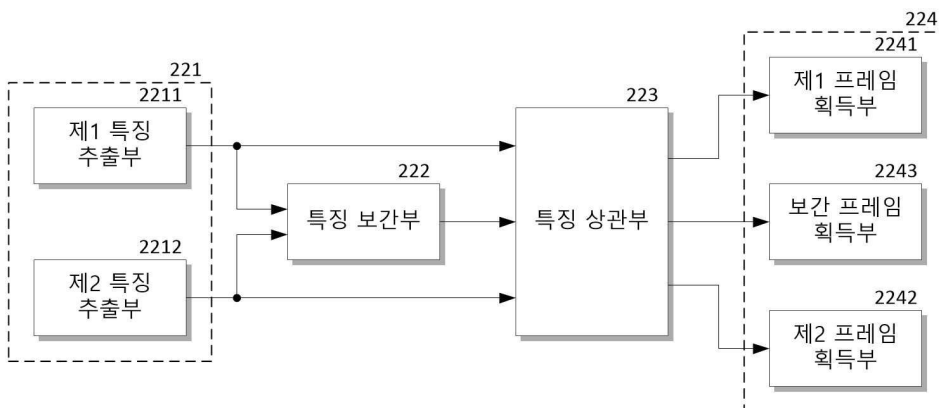 224
221
2241
2211
223
제1 프레임
획득부
제1 특징
추출부
222
2243
특징 보간부
특징 상관부
보간 프레임
획득부
2212
제2 특징
추출부
2242
제2 프레임
획득부